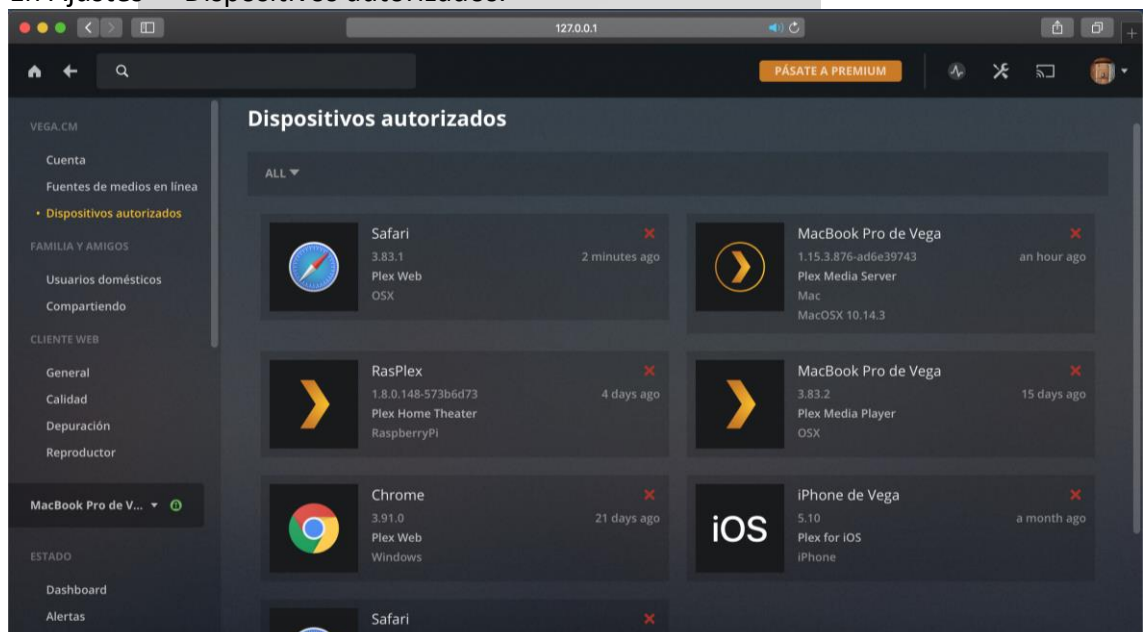 En Ajustes → Dispositivos autorizados:
127.0.0.1
PÁSATE A PREMIUM
VEGA.CM
Cuenta
Fuentes de medios en línea
Dispositivos autorizados
FAMILIA Y AMIGOS
Usuarios domésticos
Compartiendo
CLIENTE WEB
General
Calidad
Depuración
Reproductor
MacBook Pro de V...
ESTADO
Dashboard
Alertas
Dispositivos autorizados
ALL
Safari
3.83.1
2 minutes ago
Plex Web
OSX
MacBook Pro de Vega
1.15.3.876-ad6e39743
an hour ago
Plex Media Server
Mac
MacOSX 10.14.3
RasPlex
1.8.0.148-573b6d73
4 days ago
Plex Home Theater
RaspberryPi
MacBook Pro de Vega
3.83.2
15 days ago
Plex Media Player
OSX
Chrome
3.91.0
21 days ago
Plex Web
Windows
iOS
iPhone de Vega
5.10
a month ago
Plex for iOS
iPhone
Safari